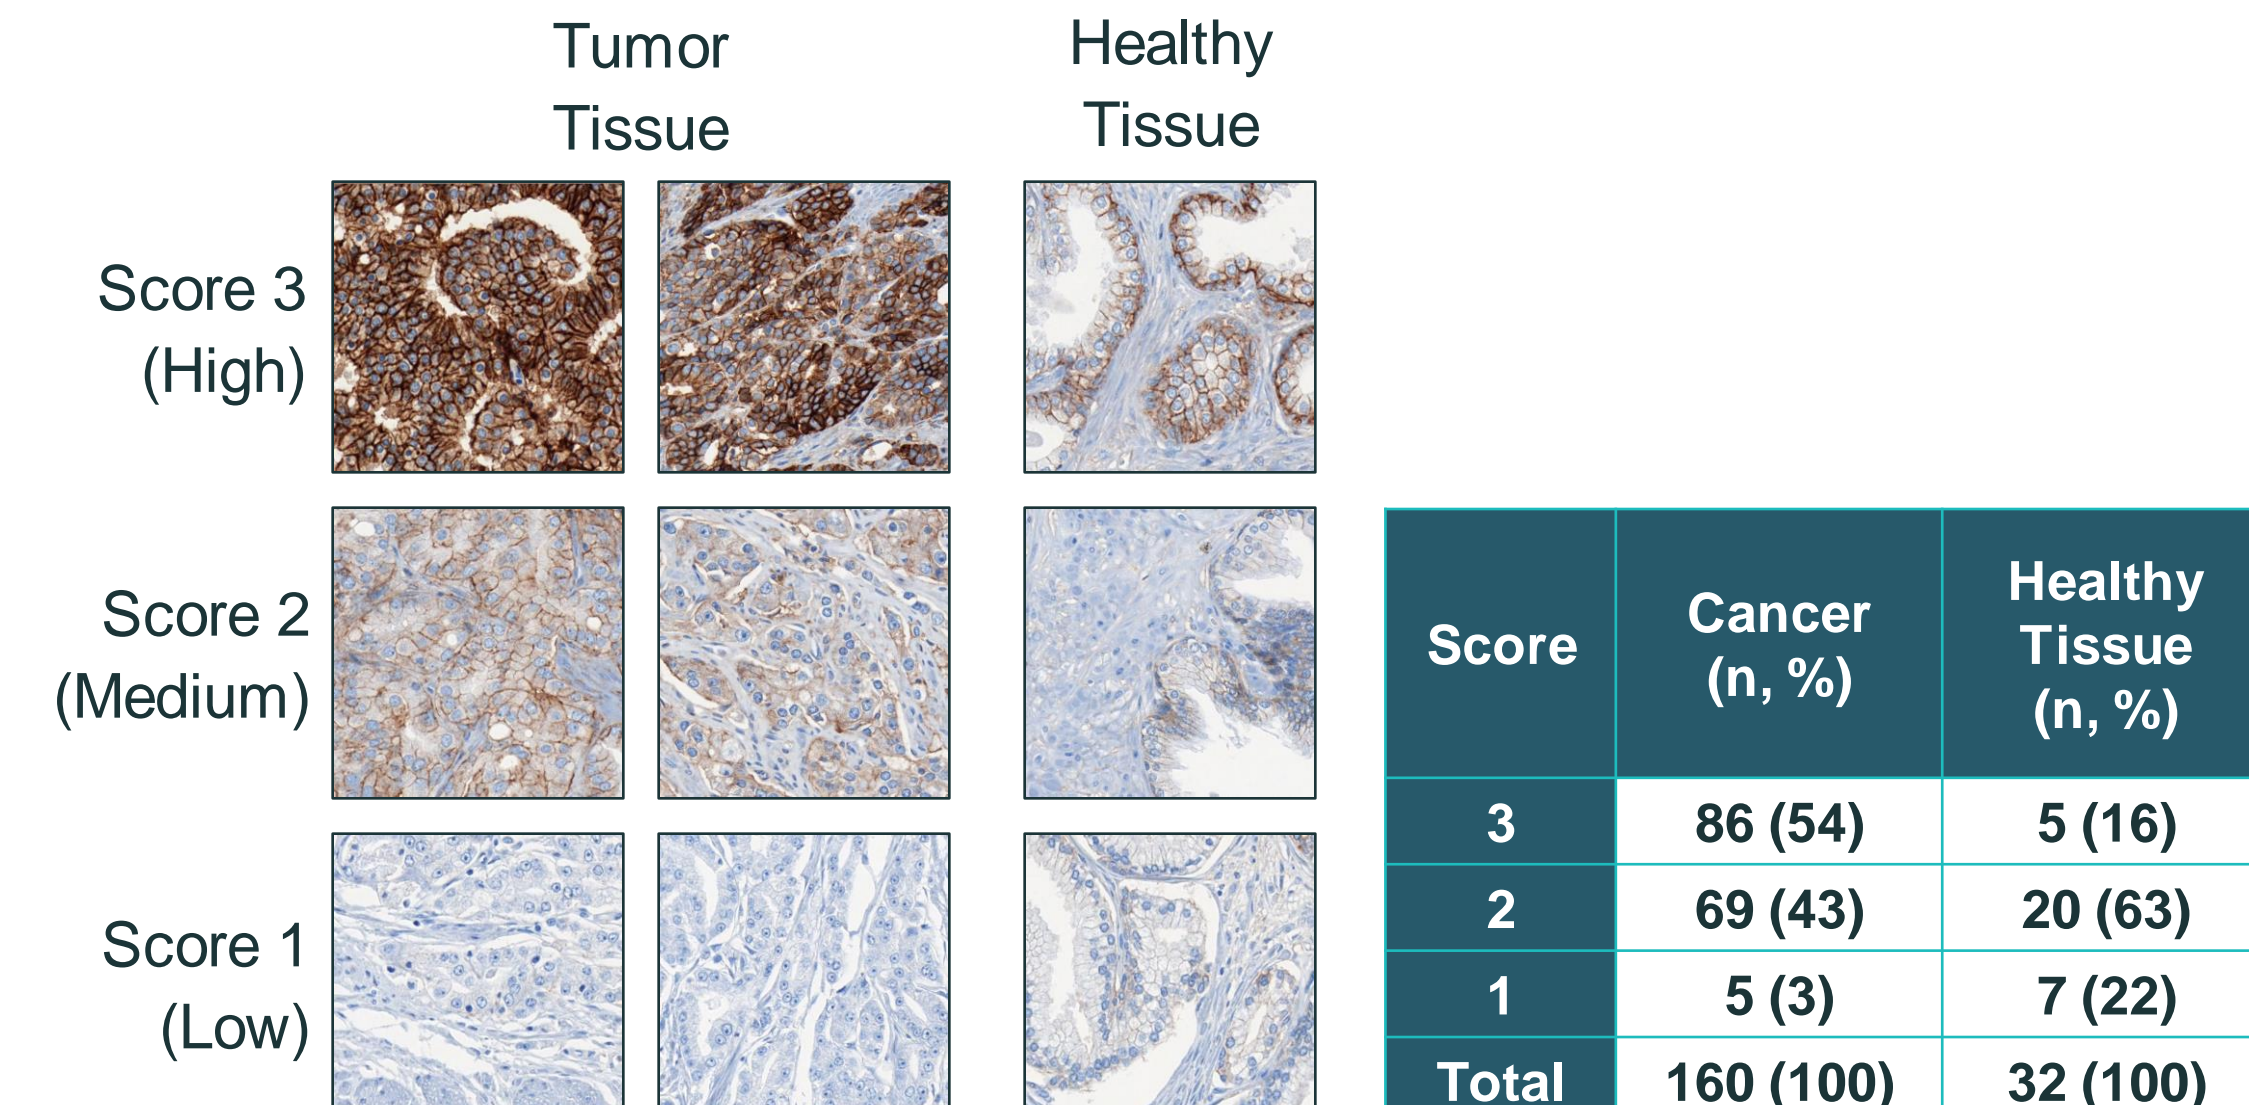 Tumor
Tissue
Healthy
Tissue
Score 3
(High)
Score 2
(Medium)
Score 1
(Low)
Score
Cancer
(n, %)
Healthy
Tissue
(n, %)
3
86 (54)
5 (16)
2
69 (43)
20 (63)
1
5 (3)
7 (22)
Total
160 (100)
32 (100)